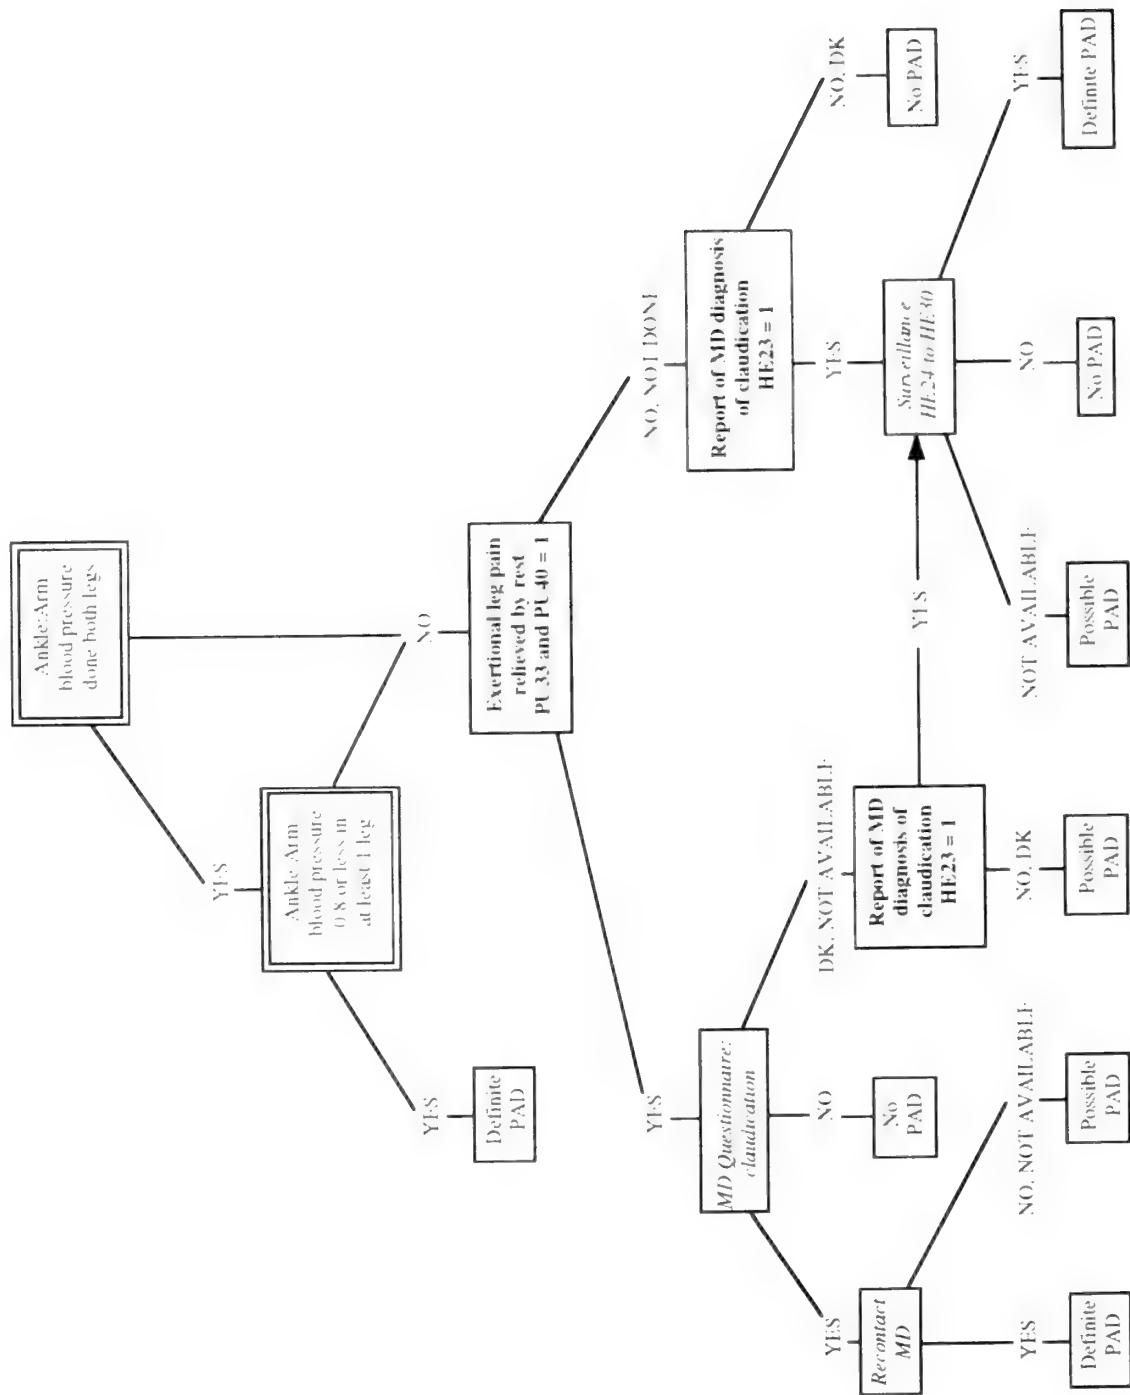 Ankle:Arm
blood pressure
done both legs
YES
Ankle:Arm
blood pressure
0.8 or less in
at least 1 leg
NO
YES
Definite
PAD
Exertional leg pain
relieved by rest
PU33 and PU40 = 1
YES
NO, NOT DONE
MD Questionnaire:
claudication
Report of MD diagnosis
of claudication
HE23 = 1
YES
NO
DK, NOT AVAILABLE
YES
NO, DK
No
PAD
No PAD
Recontact
MD
Report of MD
diagnosis of
claudication
HE23 = 1
YES
Surveillance
HE24 to HE30
YES
NO, NOT AVAILABLE
NO, DK
NOT AVAILABLE
NO
YES
Definite
PAD
Possible
PAD
Possible
PAD
Possible
PAD
No PAD
Definite PAD